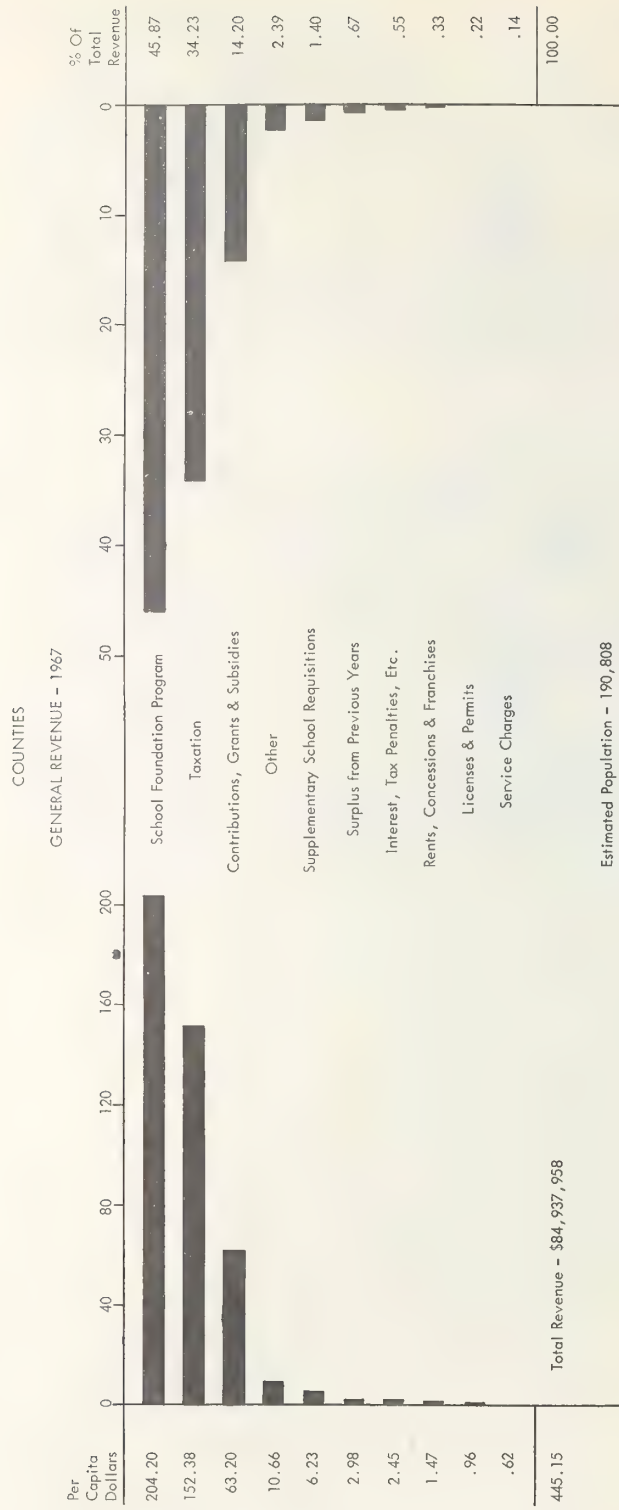 COUNTIES
GENERAL REVENUE - 1967
Per
Capita
Dollars
0 40 80 120 160 200
50 40 30 20 10 0
% Of
Total
Revenue
204.20 School Foundation Program 45.87
152.38 Taxation 34.23
63.20 Contributions, Grants & Subsidies 14.20
10.66 Other 2.39
6.23 Supplementary School Requisitions 1.40
2.98 Surplus from Previous Years .67
2.45 Interest, Tax Penalties, Etc. .55
1.47 Rents, Concessions & Franchises .33
.96 Licenses & Permits .22
.62 Service Charges .14
445.15 Total Revenue - $84,937,958 100.00
Estimated Population - 190,808